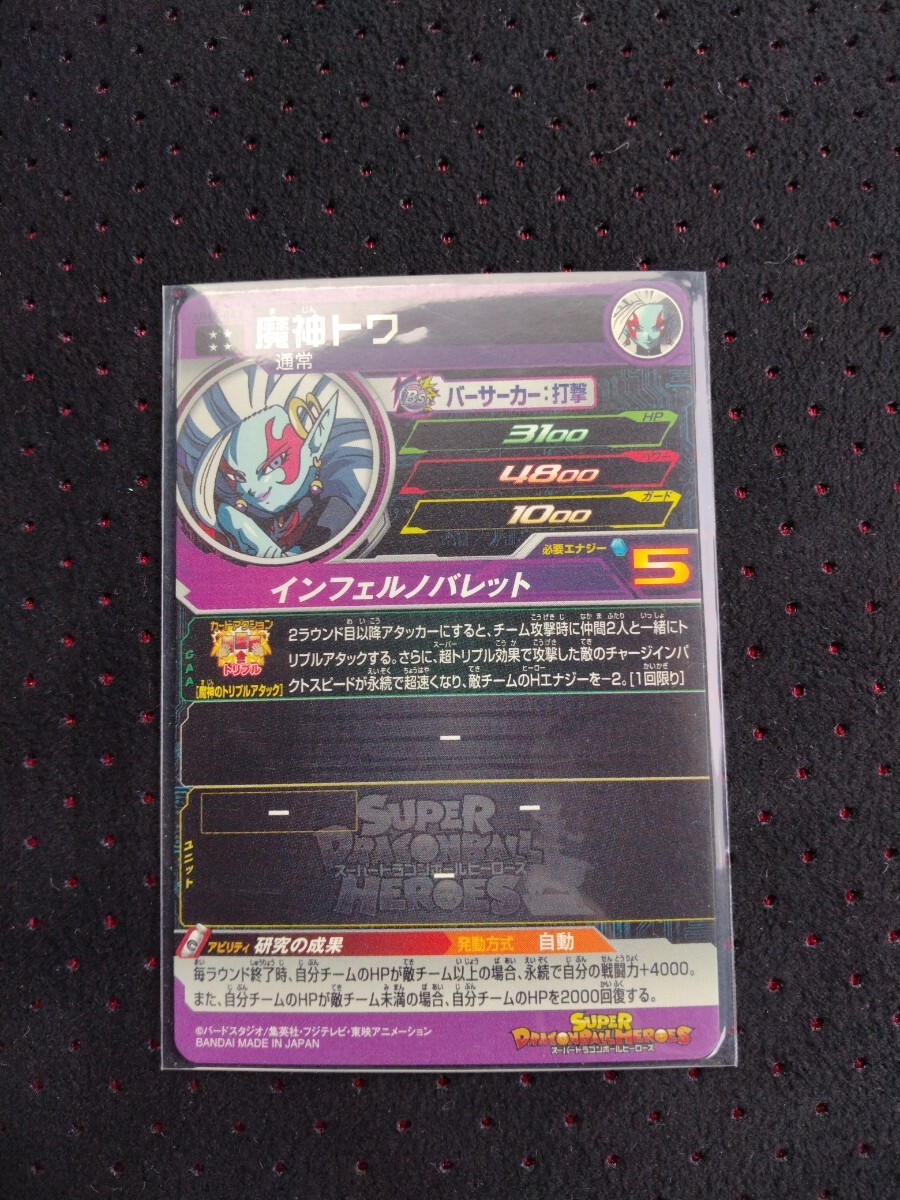 魔神トワ
通常
Bs バーサーカー:打撃
HP
3100
パワー
4800
ガード
1000
必要エナジー 5
インフェルノバレット
CAA
カードアクション
超トリプル
[魔神のトリプルアタック]
2ラウンド目以降アタッカーにすると、チーム攻撃時に仲間2人と一緒にト
リプルアタックする。さらに、超トリプル効果で攻撃した敵のチャージインパ
クトスピードが永続で超速くなり、敵チームのHエナジーを-2。[1回限り]
ー
ー ー
ー
ユニット
SUPER
DRAGONBALL
スーパードラゴンボールヒーローズ
HEROES
アビリティ 研究の成果 発動方式 自動
毎ラウンド終了時、自分チームのHPが敵チーム以上の場合、永続で自分の戦闘力+4000。
また、自分チームのHPが敵チーム未満の場合、自分チームのHPを2000回復する。
©バードスタジオ/集英社・フジテレビ・東映アニメーション
BANDAI MADE IN JAPAN
SUPER
DRAGONBALL HEROES
スーパードラゴンボールヒーローズ